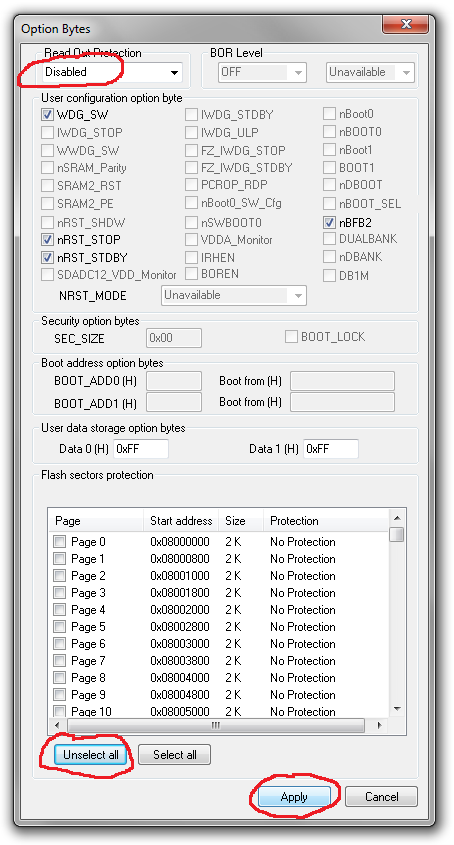 Option Bytes
Read Out Protection
BOR Level
Disabled
OFF
Unavailable
User configuration option byte
WDG_SW IWDG_STDBY nBoot0
IWDG_STOP IWDG_ULP nBOOT0
WWDG_SW FZ_IWDG_STOP nBoot1
nSRAM_Parity FZ_IWDG_STDBY BOOT1
SRAM2_RST PCROP_RDP nDBOOT
SRAM2_PE nBoot0_SW_Cfg nBOOT_SEL
nRST_SHDW nSWBOOT0 nBFB2
nRST_STOP VDDA_Monitor DUALBANK
nRST_STDBY IRHEN nDBANK
SDADC12_VDD_Monitor BOREN DB1M
NRST_MODE Unavailable
Security option bytes
SEC_SIZE 0x00 BOOT_LOCK
Boot address option bytes
BOOT_ADD0 (H) Boot from (H)
BOOT_ADD1 (H) Boot from (H)
User data storage option bytes
Data 0 (H) 0xFF Data 1 (H) 0xFF
Flash sectors protection
Page Start address Size Protection
Page 0 0x08000000 2 K No Protection
Page 1 0x08000800 2 K No Protection
Page 2 0x08001000 2 K No Protection
Page 3 0x08001800 2 K No Protection
Page 4 0x08002000 2 K No Protection
Page 5 0x08002800 2 K No Protection
Page 6 0x08003000 2 K No Protection
Page 7 0x08003800 2 K No Protection
Page 8 0x08004000 2 K No Protection
Page 9 0x08004800 2 K No Protection
Page 10 0x08005000 2 K No Protection
Unselect all Select all
Apply Cancel